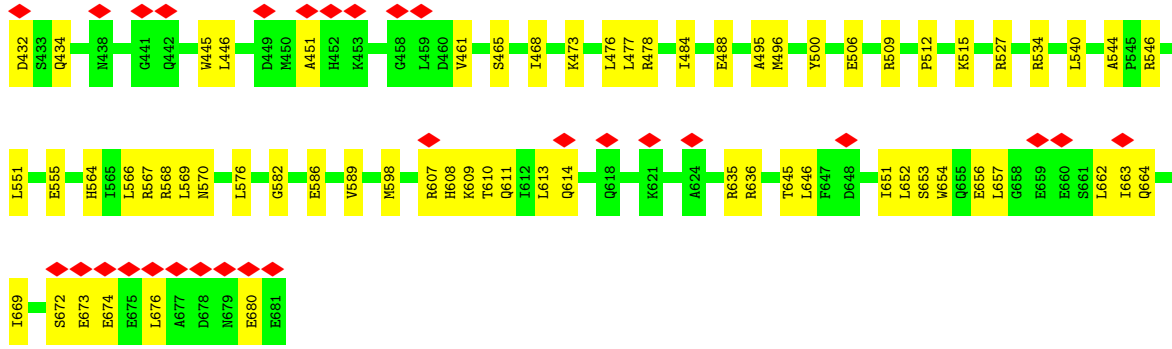 D432 S433 Q434 N438 G441 Q442 W445 L446 D449 M450 A451 H452 K453 G458 L459 D460 V461 S465 I468 K473 L476 L477 R478 I484 E488 A495 M496 Y500 E506 R509 P512 K515 R527 R534 L540 A544 P545 R546
L551 E555 H564 I565 L566 R567 R568 L569 N570 L576 G582 E586 V589 M598 R607 H608 K609 T610 Q611 I612 L613 Q614 Q618 K621 A624 R635 R636 T645 L646 F647 D648 I651 L652 S653 W654 Q655 E656 L657 G658 E659 E660 S661 L662 I663 Q664
I669 S672 E673 E674 E675 L676 A677 D678 N679 E680 E681